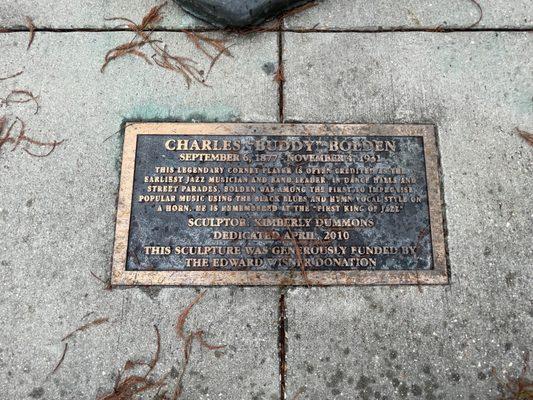 CHARLES "BUDDY" BOLDEN
SEPTEMBER 6, 1877 - NOVEMBER 4, 1931
THIS LEGENDARY CORNET PLAYER IS OFTEN CREDITED AS THE
EARLIEST JAZZ MUSICIAN AND BAND LEADER. IN DANCE HALLS AND
STREET PARADES, BOLDEN WAS AMONG THE FIRST TO IMPROVISE
POPULAR MUSIC USING THE BLACK BLUES AND HYMN VOCAL STYLE ON
A HORN. HE IS REMEMBERED AT THE "FIRST KING OF JAZZ"
SCULPTOR: KIMBERLY DUMMONS
DEDICATED APRIL, 2010
THIS SCULPTURE WAS GENEROUSLY FUNDED BY
THE EDWARD WISNER DONATION